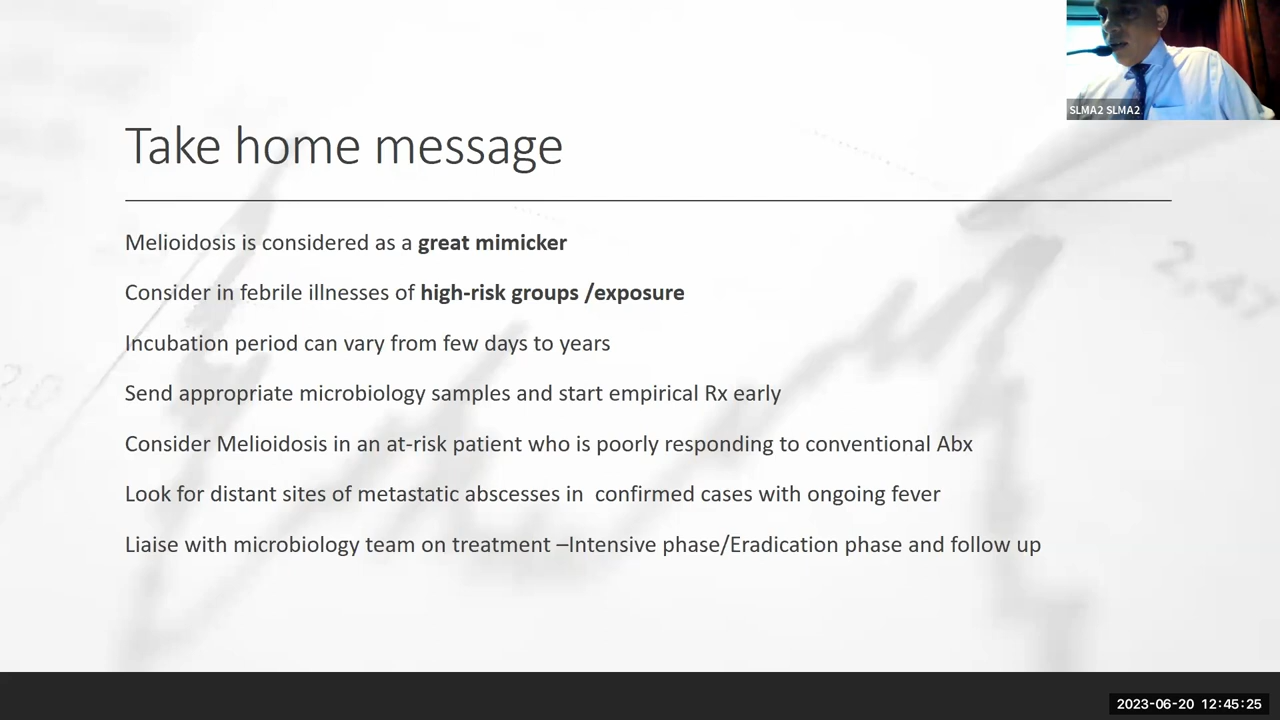 SLMA2 SLMA2
Take home message
Melioidosis is considered as a great mimicker
Consider in febrile illnesses of high-risk groups /exposure
Incubation period can vary from few days to years
Send appropriate microbiology samples and start empirical Rx early
Consider Melioidosis in an at-risk patient who is poorly responding to conventional Abx
Look for distant sites of metastatic abscesses in  confirmed cases with ongoing fever
Liaise with microbiology team on treatment –Intensive phase/Eradication phase and follow up
2023-06-20 12:45:25